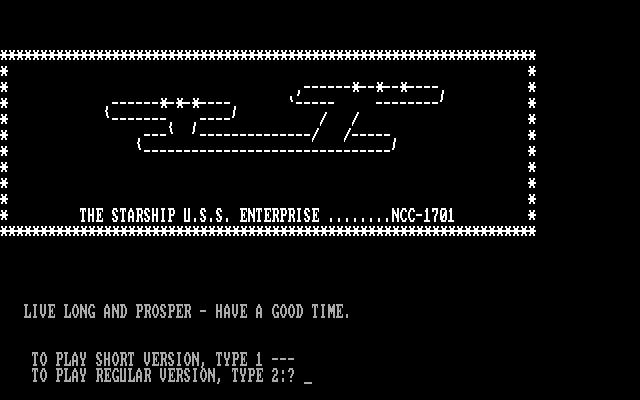 THE STARSHIP U.S.S. ENTERPRISE ........NCC-1701
LIVE LONG AND PROSPER - HAVE A GOOD TIME.
TO PLAY SHORT VERSION, TYPE 1 ---
TO PLAY REGULAR VERSION, TYPE 2:? _